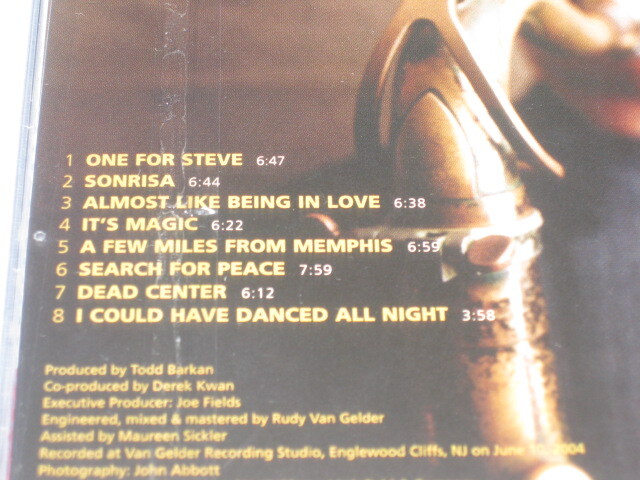 1 ONE FOR STEVE 6:47
2 SONRISA 6:44
3 ALMOST LIKE BEING IN LOVE 6:38
4 IT'S MAGIC 6:22
5 A FEW MILES FROM MEMPHIS 6:59
6 SEARCH FOR PEACE 7:59
7 DEAD CENTER 6:12
8 I COULD HAVE DANCED ALL NIGHT 3:58
Produced by Todd Barkan
Co-produced by Derek Kwan
Executive Producer: Joe Fields
Engineered, mixed & mastered by Rudy Van Gelder
Assisted by Maureen Sickler
Recorded at Van Gelder Recording Studio, Englewood Cliffs, NJ on June 2004
Photography: John Abbott